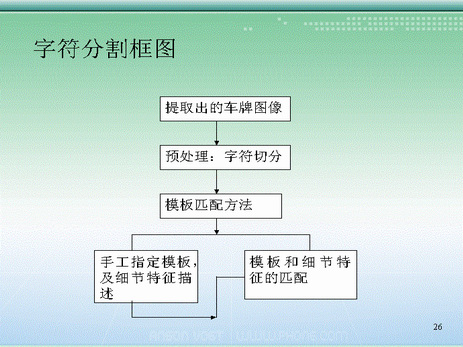 字符分割框图
提取出的车牌图像
预处理：字符切分
模板匹配方法
手工指定模板，
及细节特征描
述
模板和细节特
征的匹配
26